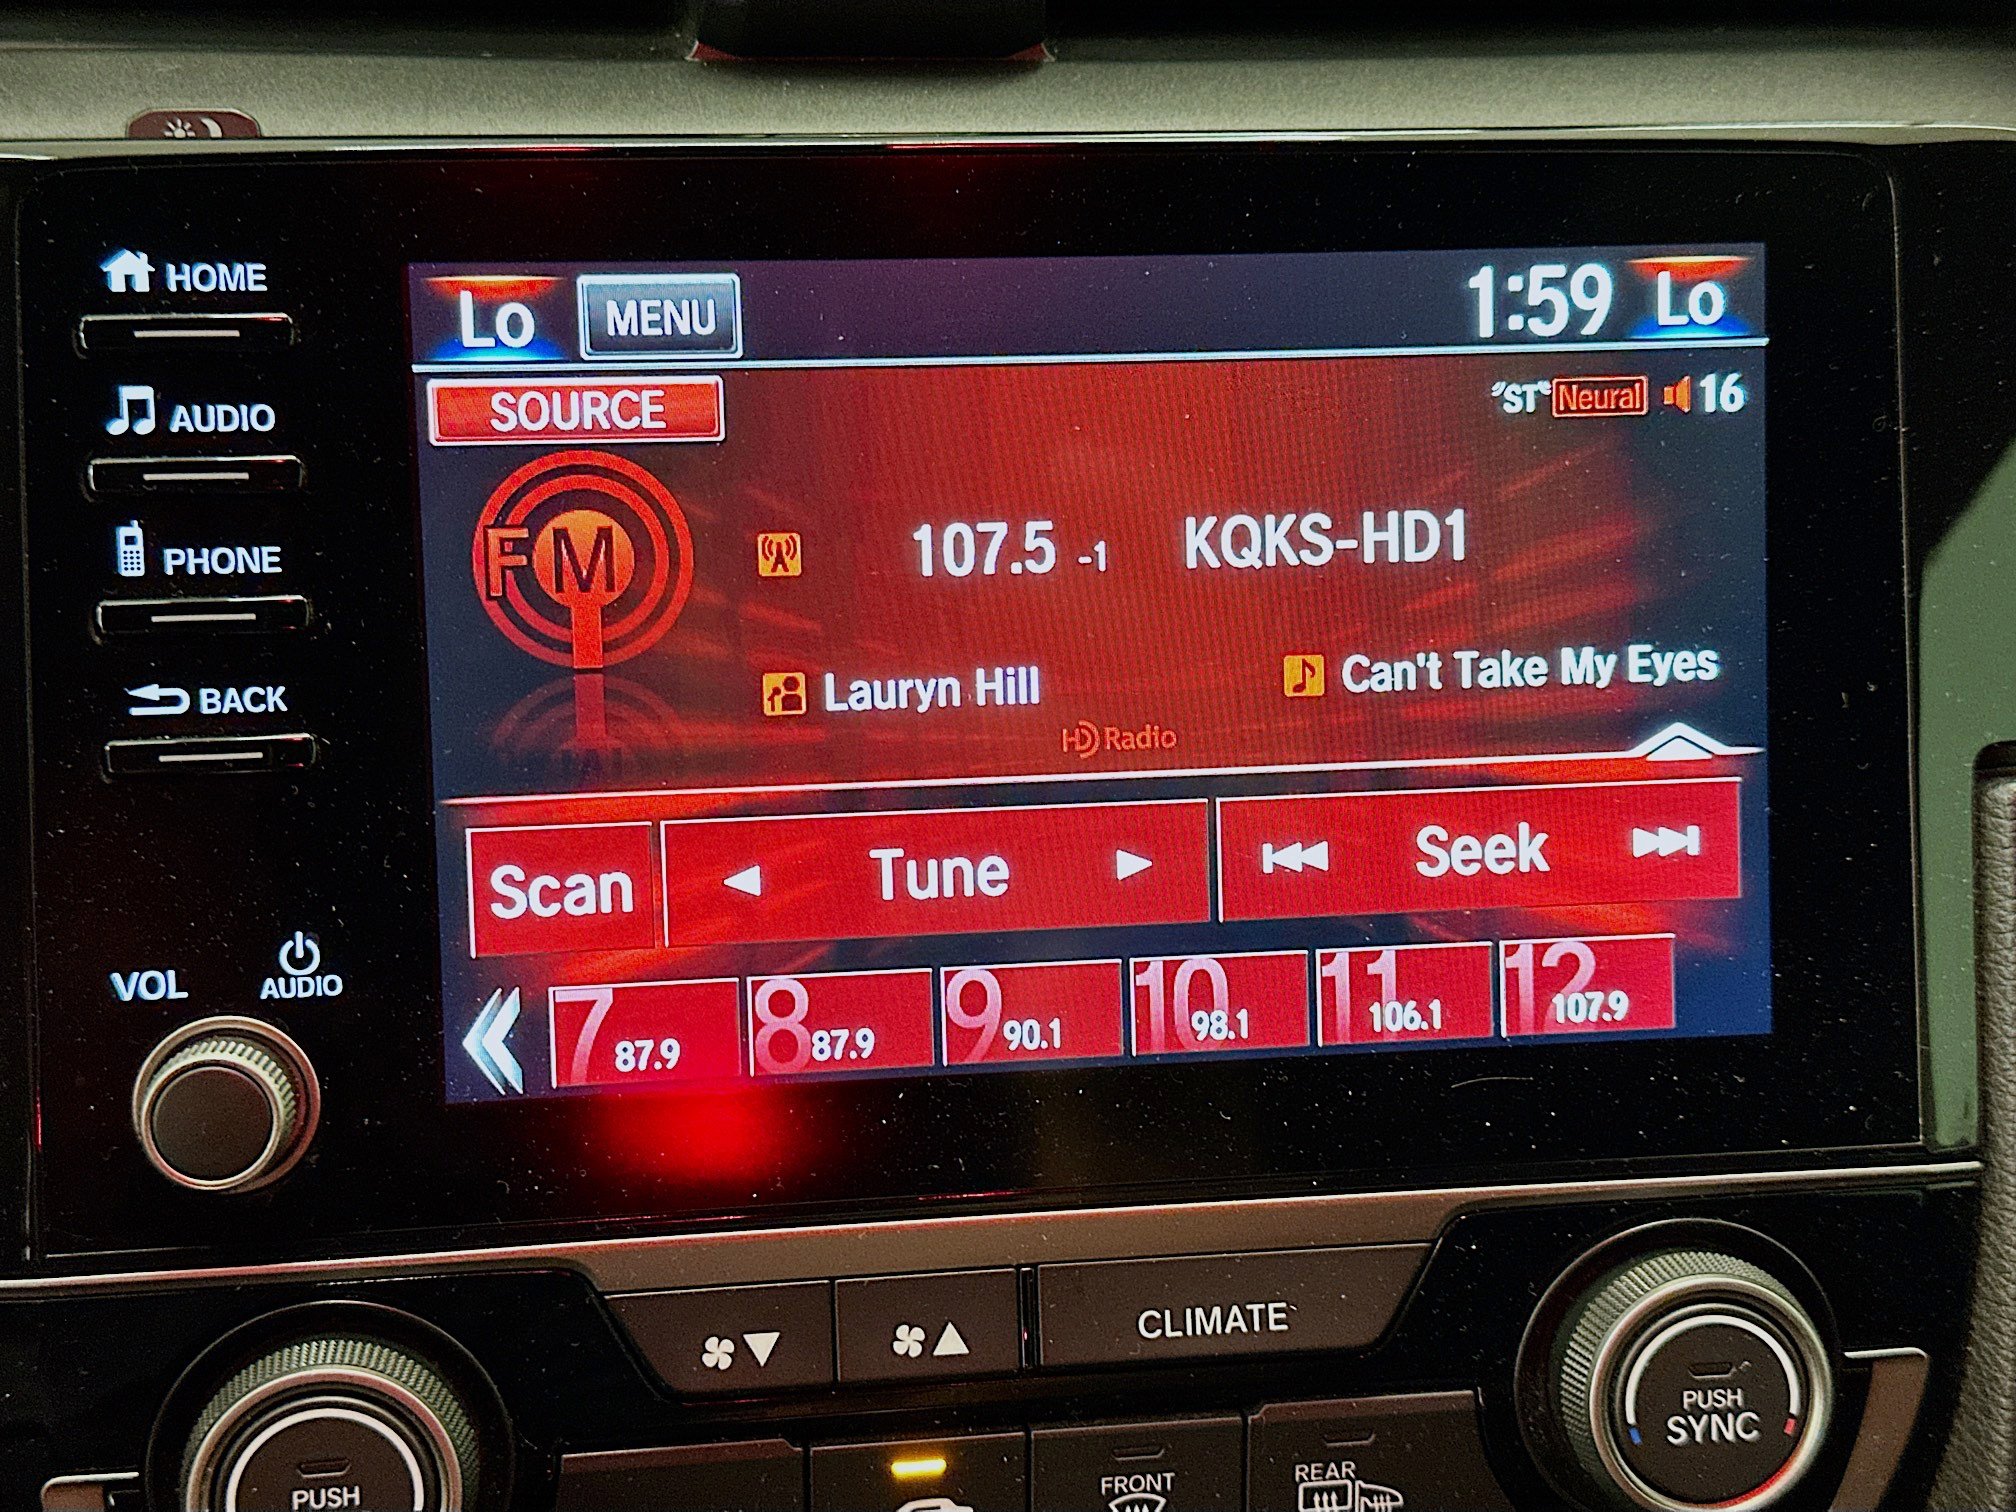 HOME
AUDIO
PHONE
BACK
VOL
AUDIO
Lo MENU 1:59 Lo
SOURCE "ST" Neural 16
FM 107.5 -1 KQKS-HD1
Lauryn Hill Can't Take My Eyes
HD Radio
Scan Tune Seek
7 87.9 8 87.9 9 90.1 10 98.1 11 106.1 12 107.9
CLIMATE
PUSH
FRONT
REAR
PUSH
SYNC